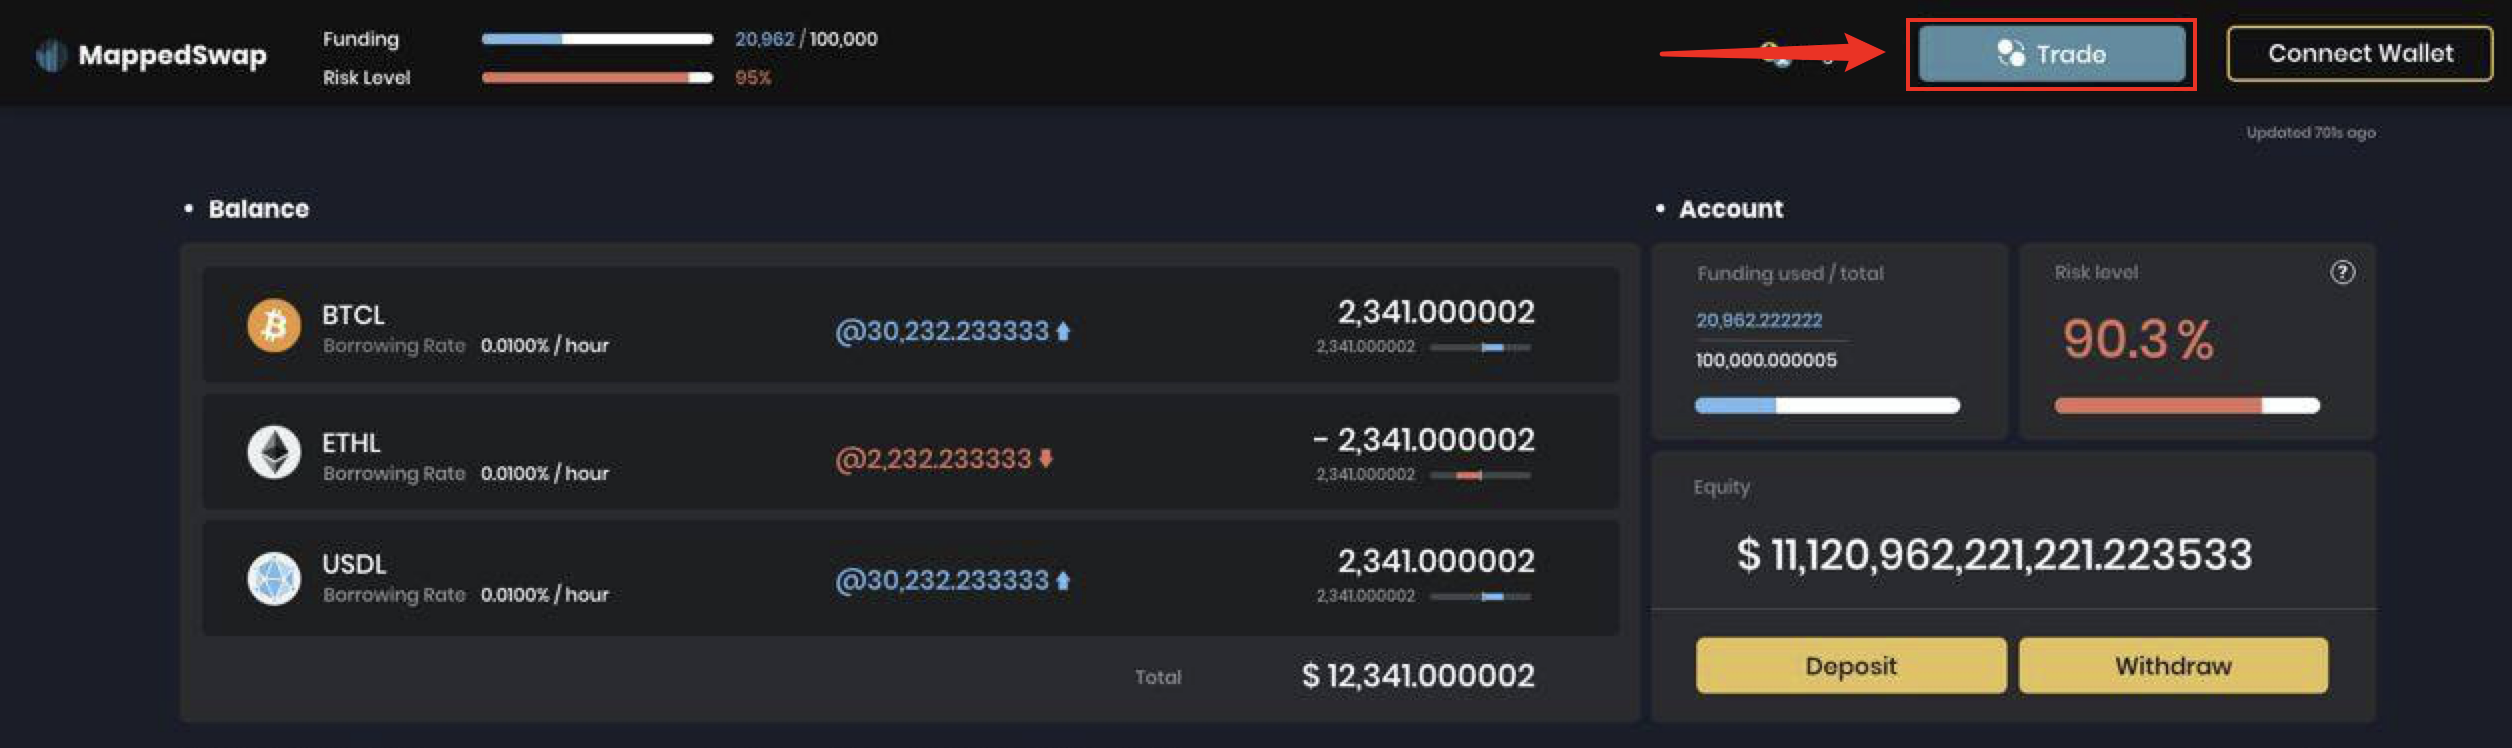 MappedSwap
Funding 20,962 / 100,000
Risk Level 95%
Trade
Connect Wallet
Updated 701s ago
• Balance
BTCL
Borrowing Rate 0.0100% / hour
@30,232.233333
2,341.000002
2,341.000002
ETHL
Borrowing Rate 0.0100% / hour
@2,232.233333
- 2,341.000002
2,341.000002
USDL
Borrowing Rate 0.0100% / hour
@30,232.233333
2,341.000002
2,341.000002
Total $ 12,341.000002
• Account
Funding used / total
20,962.222222
100,000.000005
Risk level ?
90.3%
Equity
$ 11,120,962,221,221.223533
Deposit
Withdraw